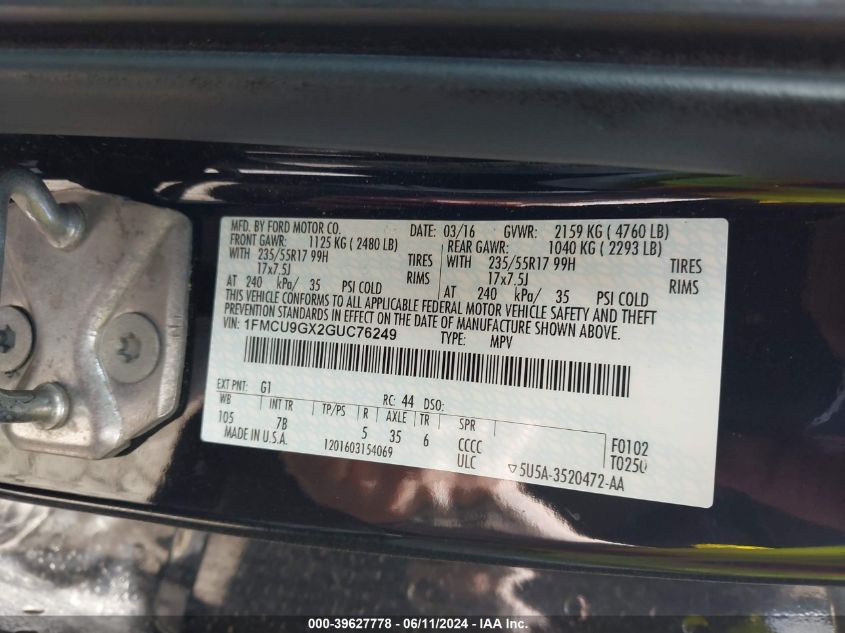 MFD. BY FORD MOTOR CO. DATE: 03/16 GVWR: 2159 KG ( 4760 LB)
FRONT GAWR: 1125 KG ( 2480 LB) REAR GAWR: 1040 KG ( 2293 LB)
WITH 235/55R17 99H TIRES WITH 235/55R17 99H TIRES
17x7.5J RIMS 17x7.5J RIMS
AT 240 kPa/ 35 PSI COLD AT 240 kPa/ 35 PSI COLD
THIS VEHICLE CONFORMS TO ALL APPLICABLE FEDERAL MOTOR VEHICLE SAFETY AND THEFT
PREVENTION STANDARDS IN EFFECT ON THE DATE OF MANUFACTURE SHOWN ABOVE.
VIN: 1FMCU9GX2GUC76249 TYPE: MPV
EXT PNT: G1 RC: 44 DSO:
WB INT TR TP/PS R AXLE TR SPR
105 7B 5 35 6 CCCC F0102
MADE IN U.S.A. 1201603154069 ULC T0250
▽5U5A-3520472-AA
000-39627778 - 06/11/2024 - IAA Inc.